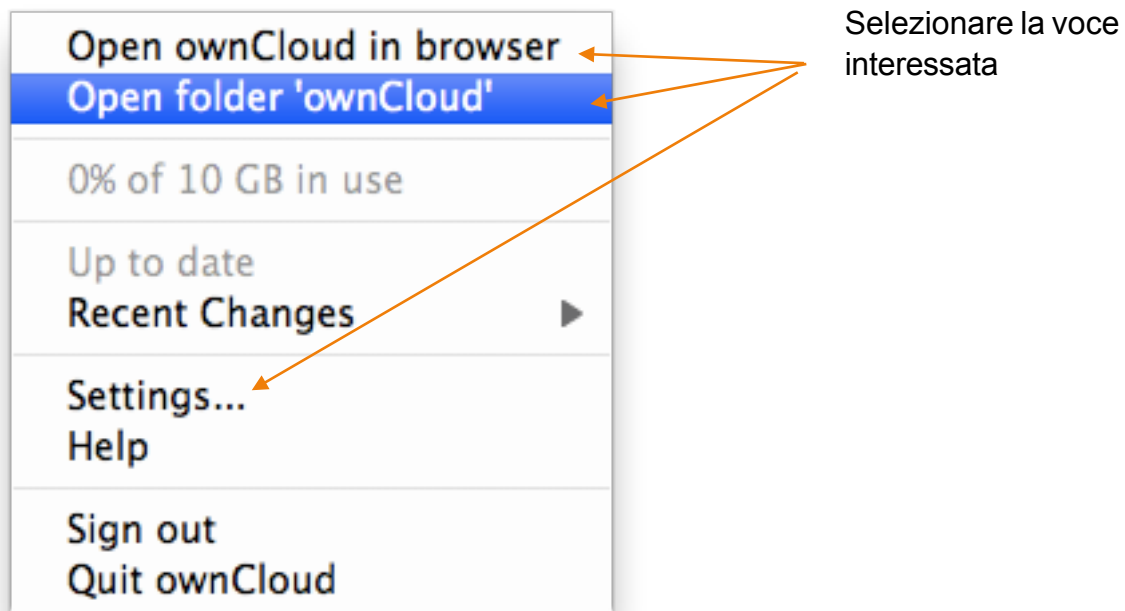 Open ownCloud in browser
Open folder 'ownCloud'
0% of 10 GB in use
Up to date
Recent Changes
Settings...
Help
Sign out
Quit ownCloud
Selezionare la voce
interessata